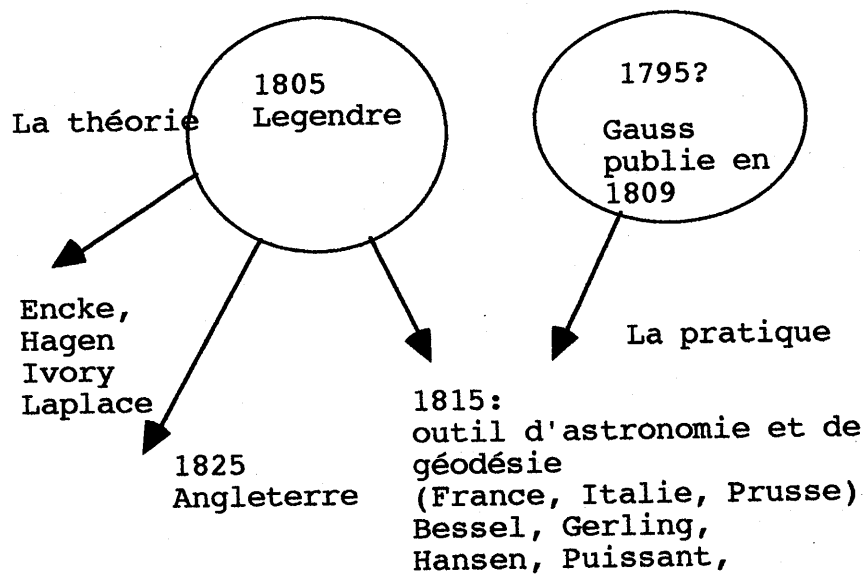 1805
Legendre
La théorie
1795?
Gauss
publie en
1809
Encke,
Hagen
Ivory
Laplace
1825
Angleterre
La pratique
1815:
outil d'astronomie et de
géodésie
(France, Italie, Prusse)
Bessel, Gerling,
Hansen, Puissant,